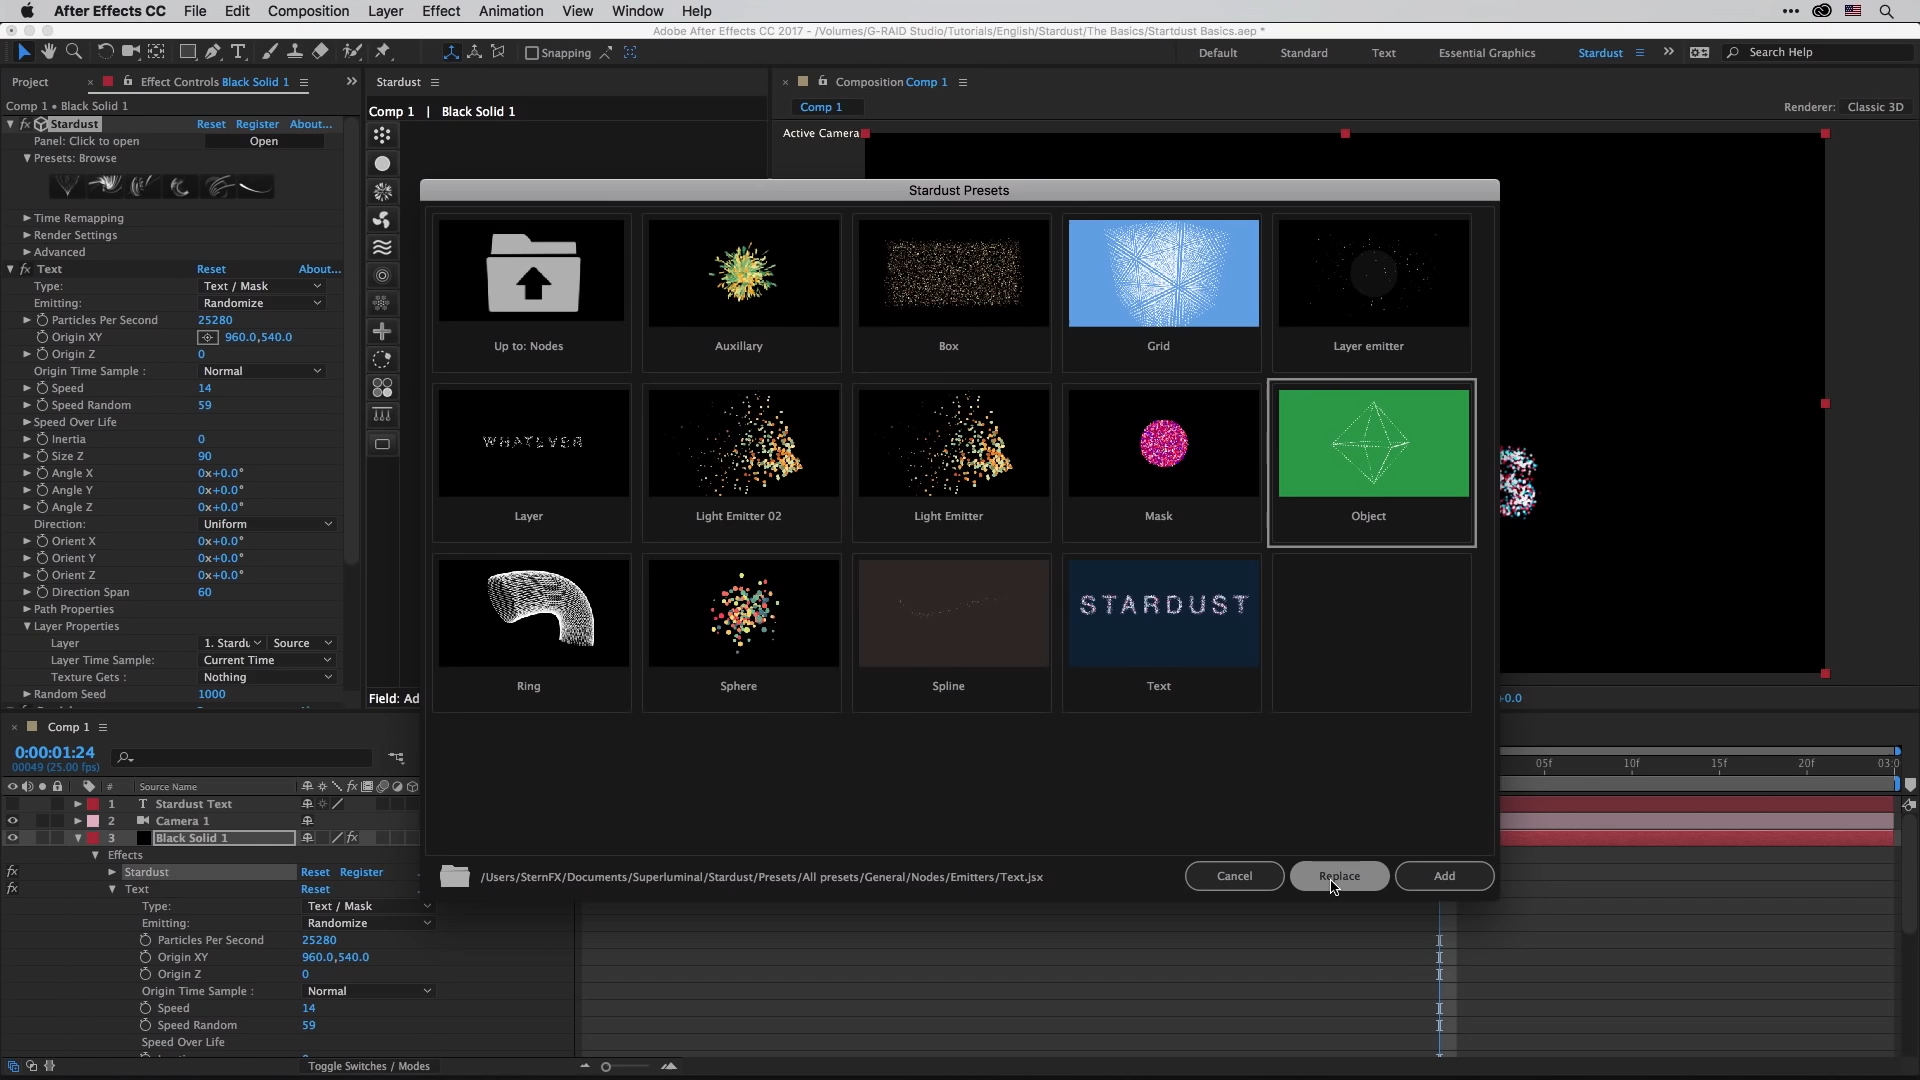 After Effects CC File Edit Composition Layer Effect Animation View Window Help
Adobe After Effects CC 2017 - /Volumes/G-RAID Studio/Tutorials/English/Stardust/The Basics/Startdust Basics.aep *
Snapping
Default Standard Text Essential Graphics Stardust Search Help
Project
Effect Controls Black Solid 1
Comp 1 • Black Solid 1
fx Stardust Reset Register About...
Panel: Click to open Open
Presets: Browse
Time Remapping
Render Settings
Advanced
fx Text Reset About...
Type: Text / Mask
Emitting: Randomize
Particles Per Second 25280
Origin XY 960.0,540.0
Origin Z 0
Origin Time Sample : Normal
Speed 14
Speed Random 59
Speed Over Life
Inertia 0
Size Z 90
Angle X 0x+0.0°
Angle Y 0x+0.0°
Angle Z 0x+0.0°
Direction: Uniform
Orient X 0x+0.0°
Orient Y 0x+0.0°
Orient Z 0x+0.0°
Direction Span 60
Path Properties
Layer Properties
Layer 1. Stardu Source
Layer Time Sample: Current Time
Texture Gets : Nothing
Random Seed 1000
Stardust
Comp 1 | Black Solid 1
Field: Ad
Composition Comp 1
Comp 1
Renderer: Classic 3D
Active Camera
+0.0
Stardust Presets
Up to: Nodes
Auxillary
Box
Grid
Layer emitter
WHATEVER
Layer
Light Emitter 02
Light Emitter
Mask
Object
Ring
Sphere
Spline
STARDUST
Text
/Users/SternFX/Documents/Superluminal/Stardust/Presets/All presets/General/Nodes/Emitters/Text.jsx
Cancel
Replace
Add
Comp 1
0:00:01:24
00049 (25.00 fps)
# Source Name
1 T Stardust Text
2 Camera 1
3 Black Solid 1
Effects
fx Stardust Reset Register
fx Text Reset
Type: Text / Mask
Emitting: Randomize
Particles Per Second 25280
Origin XY 960.0,540.0
Origin Z 0
Origin Time Sample : Normal
Speed 14
Speed Random 59
Speed Over Life
Toggle Switches / Modes
05f 10f 15f 20f 03:0